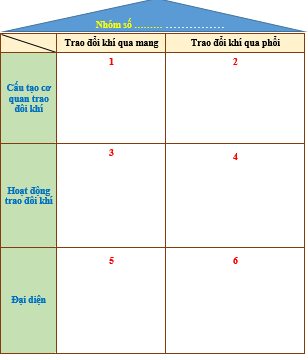 Nhóm số ......... ...................
Trao đổi khí qua mang
Trao đổi khí qua phổi
Cấu tạo cơ
quan trao
đổi khí
1
2
Hoạt động
trao đổi khí
3
4
Đại diện
5
6